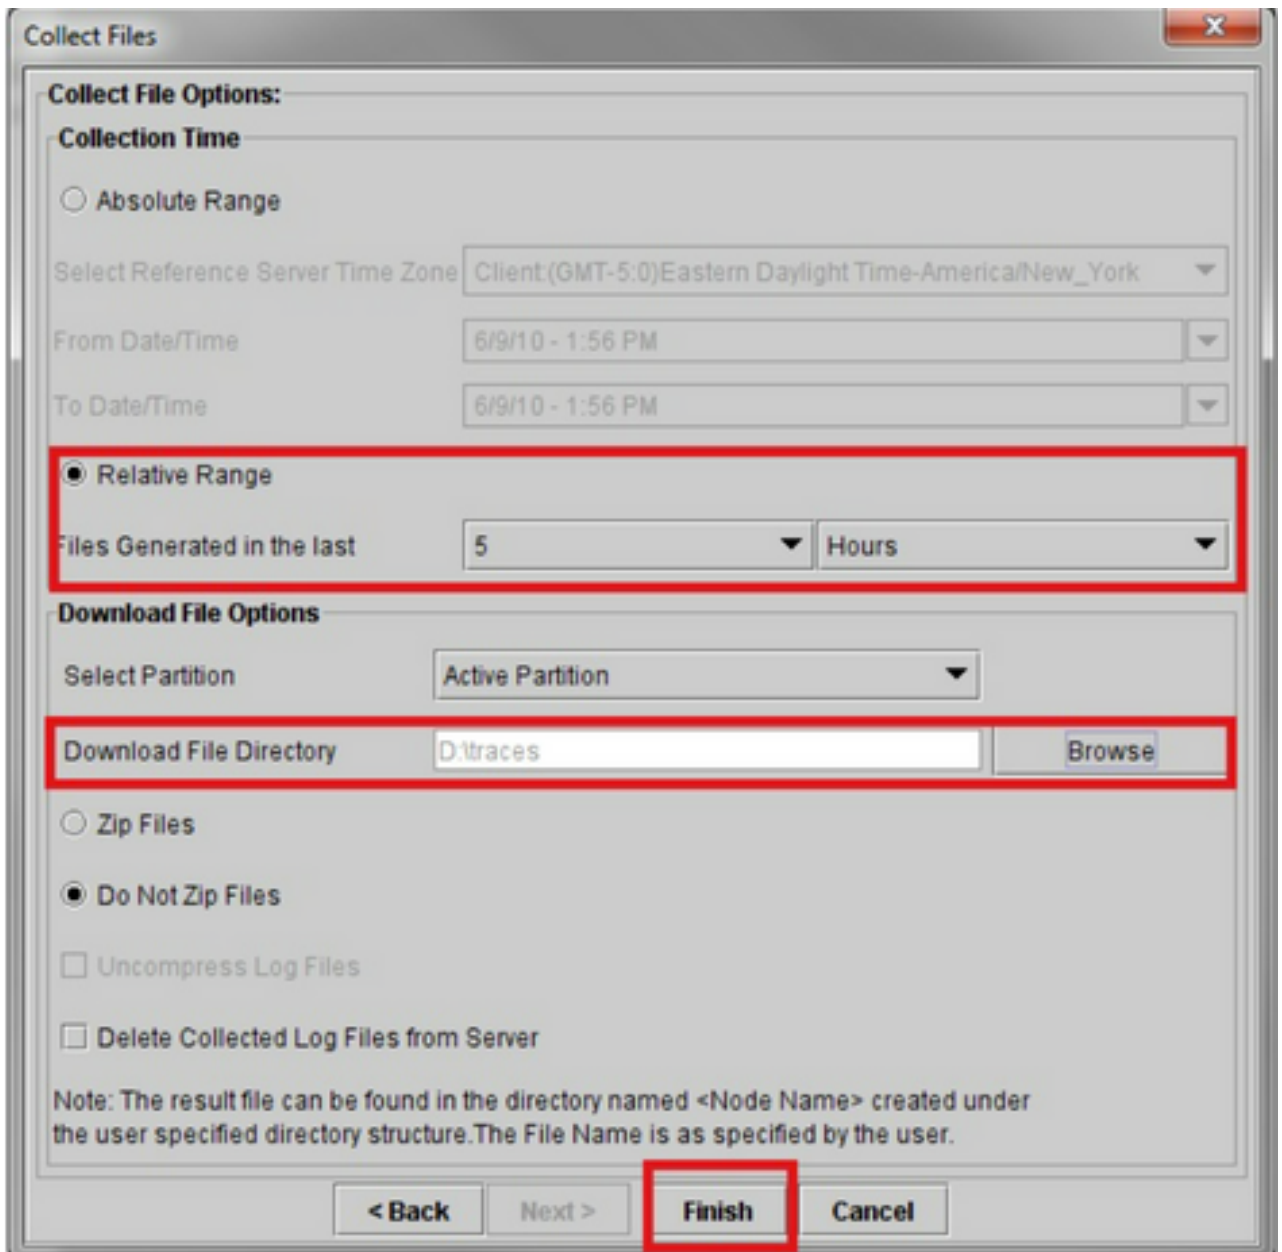 Collect Files
Collect File Options:
Collection Time
Absolute Range
Select Reference Server Time Zone Client:(GMT-5:0)Eastern Daylight Time-America/New_York
From Date/Time 6/9/10 - 1:56 PM
To Date/Time 6/9/10 - 1:56 PM
Relative Range
Files Generated in the last 5 Hours
Download File Options
Select Partition Active Partition
Download File Directory D:\traces Browse
Zip Files
Do Not Zip Files
Uncompress Log Files
Delete Collected Log Files from Server
Note: The result file can be found in the directory named <Node Name> created under
the user specified directory structure.The File Name is as specified by the user.
< Back Next > Finish Cancel